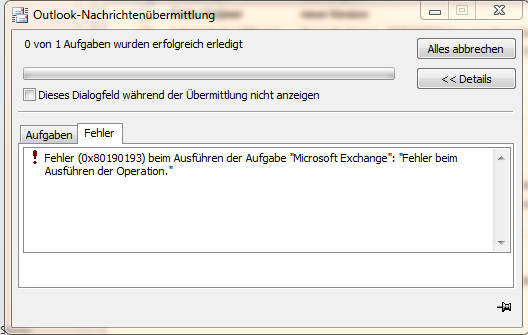 Outlook-Nachrichtenübermittlung
0 von 1 Aufgaben wurden erfolgreich erledigt
Alles abbrechen
<< Details
Dieses Dialogfeld während der Übermittlung nicht anzeigen
Aufgaben
Fehler
Fehler (0x80190193) beim Ausführen der Aufgabe "Microsoft Exchange": "Fehler beim
Ausführen der Operation."